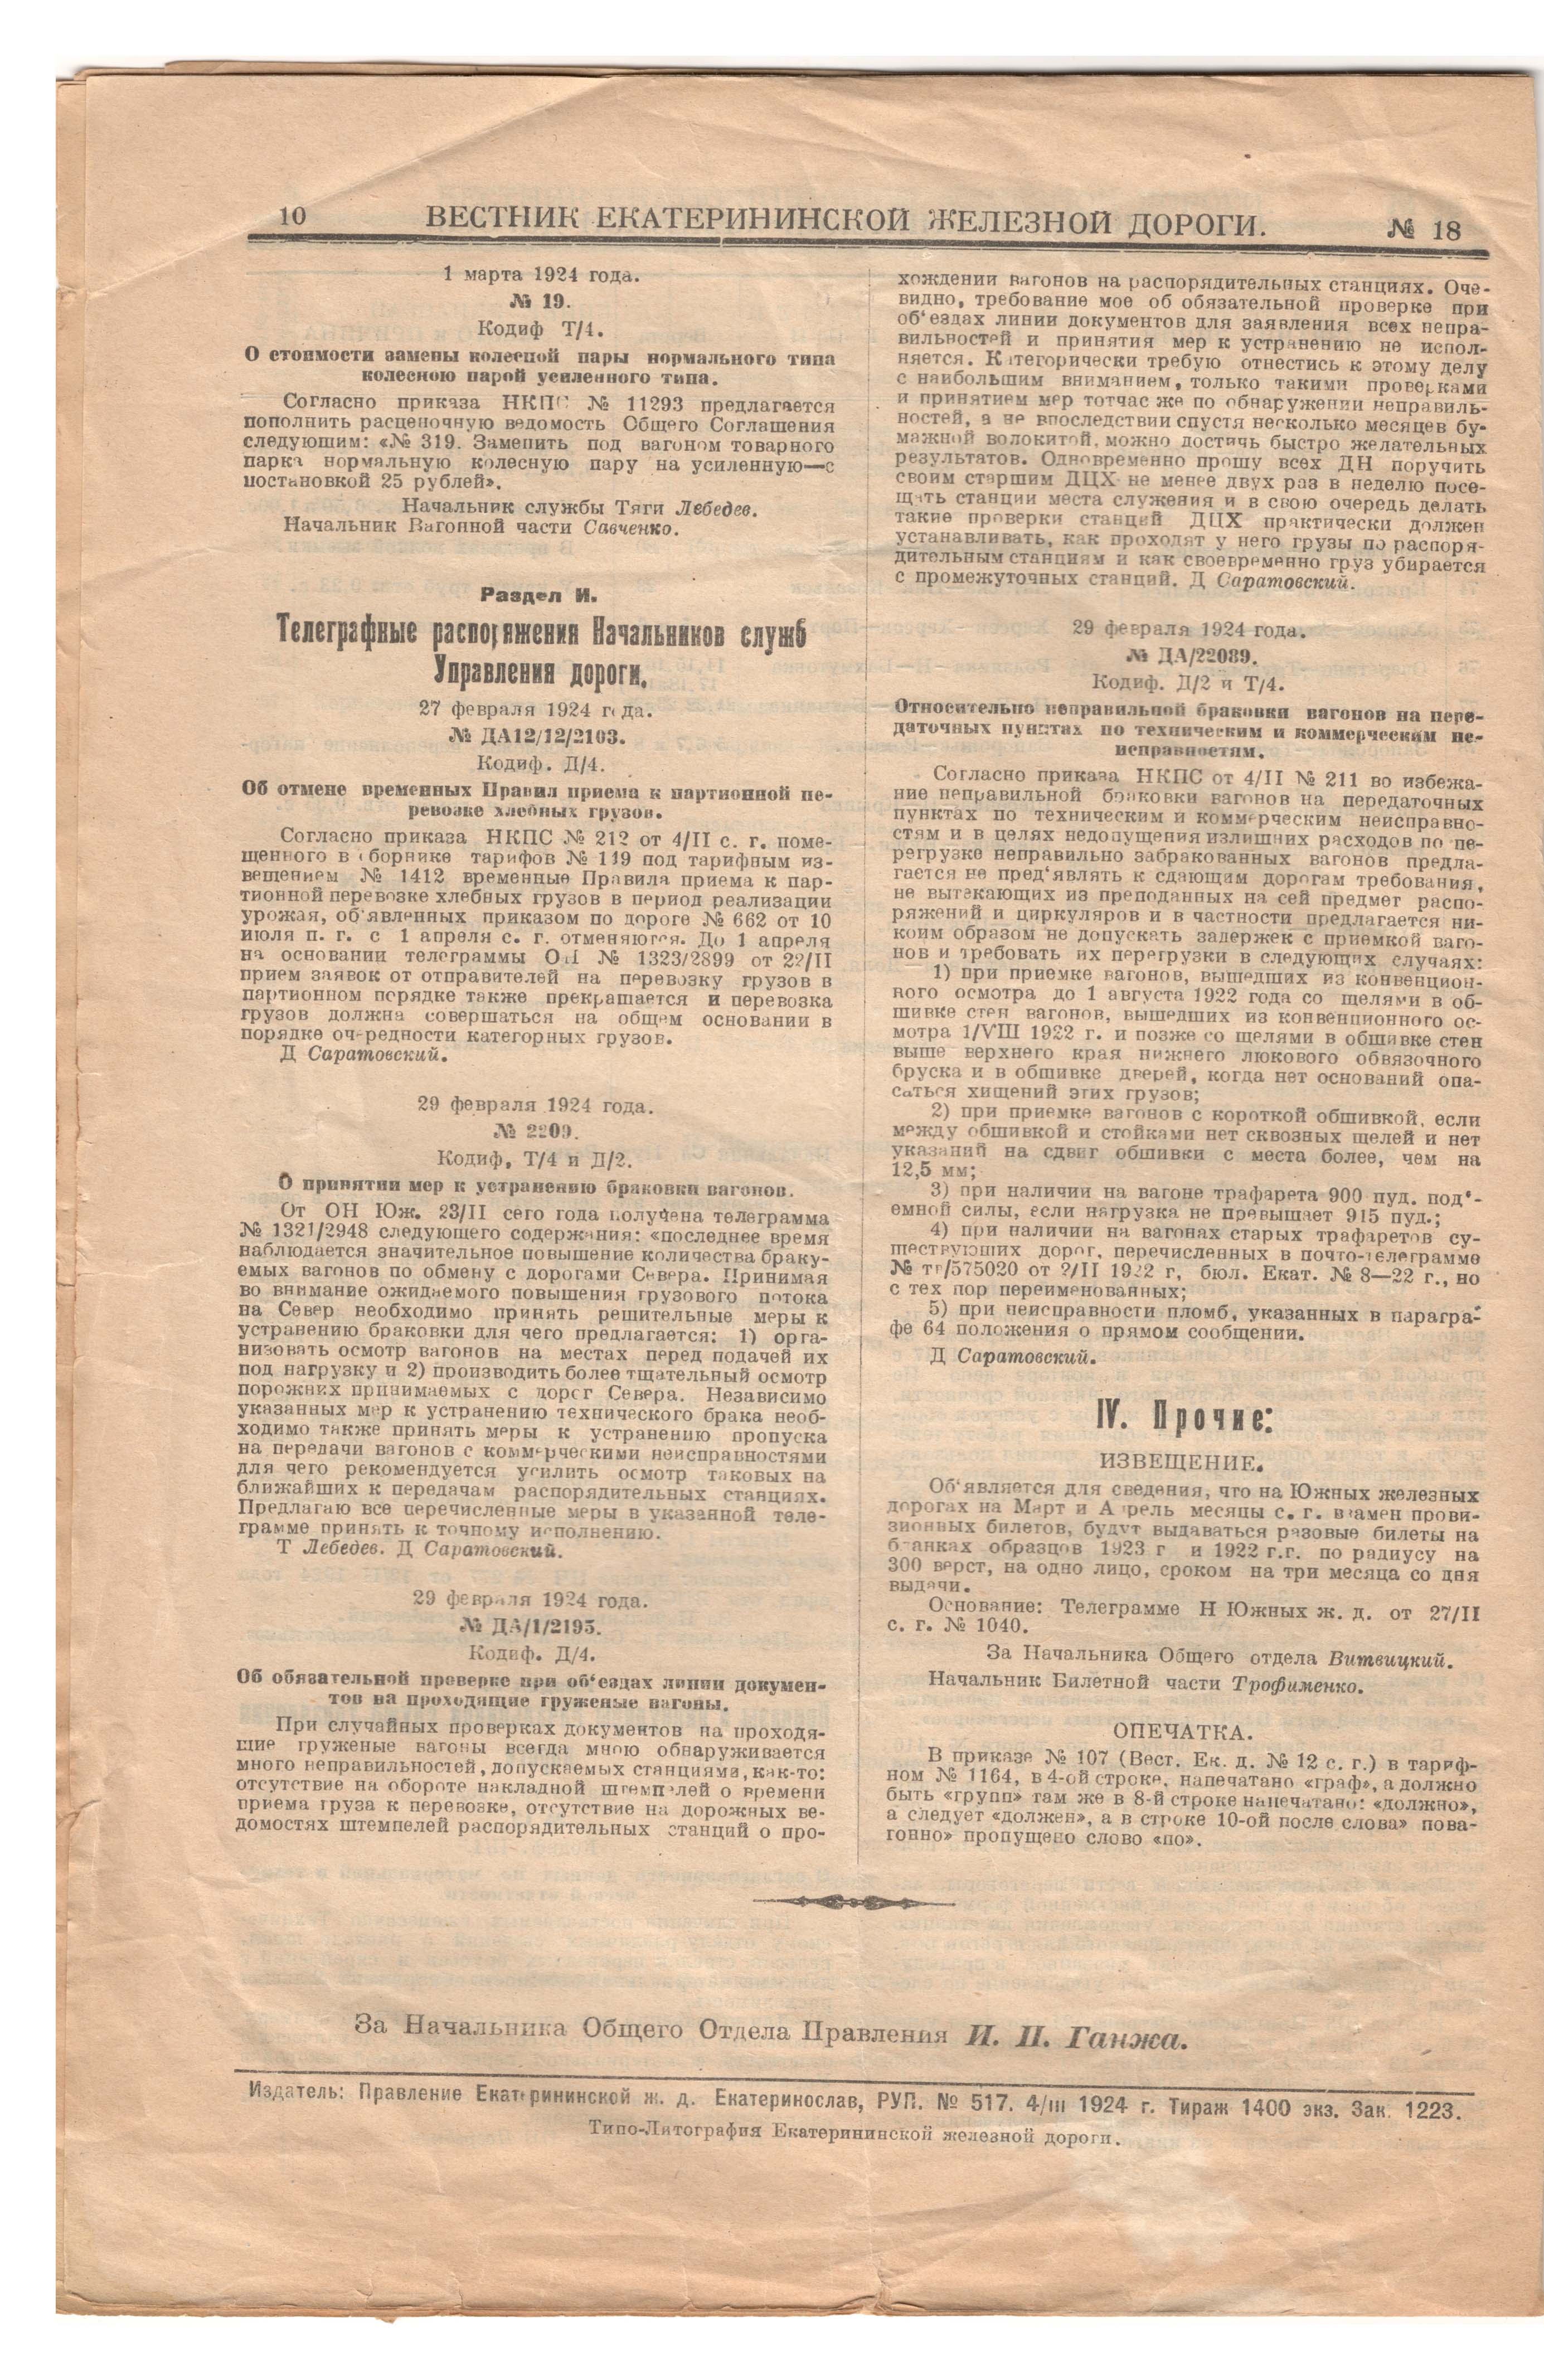 10
ВЕСТНИК ЕКАТЕРИНИНСКОЙ ЖЕЛЕЗНОЙ ДОРОГИ.
№ 18
1 марта 1924 года.
№ 19.
Кодиф Т/4.
О стоимости замены колесной пары нормального типа
колесною парой усиленного типа.
Согласно приказа НКПС № 11293 предлагается
пополнить расценочную ведомость Общего Соглашения
следующим: «№ 319. Заменить под вагоном товарного
парка нормальную колесную пару на усиленную—с
постановкой 25 рублей».
Начальник службы Тяги Лебедев.
Начальник Вагонной части Савченко.
Раздел И.
Телеграфные распоряжения Начальников служб
Управления дороги.
27 февраля 1924 года.
№ ДА12/12/2103.
Кодиф. Д/4.
Об отмене временных Правил приема к партионной пе-
ревозке хлебных грузов.
Согласно приказа НКПС № 212 от 4/II с. г. поме-
щенного в сборнике тарифов № 119 под тарифным из-
вещением № 1412 временные Правила приема к пар-
тионной перевозке хлебных грузов в период реализации
урожая, об'явленных приказом по дороге № 662 от 10
июля п. г. с 1 апреля с. г. отменяются. До 1 апреля
на основании телеграммы № 1323/2899 от 22/II
прием заявок от отправителей на перевозку грузов в
партионном порядке также прекращается и перевозка
грузов должна совершаться на общем основании в
порядке очередности категорных грузов.
Д Саратовский.
29 февраля 1924 года.
№ 2209.
Кодиф, Т/4 и Д/2.
О принятии мер к устранению браковки вагонов.
От ОН Юж. 23/II сего года получена телеграмма
№ 1321/2948 следующего содержания: «последнее время
наблюдается значительное повышение количества браку-
емых вагонов по обмену с дорогами Севера. Принимая
во внимание ожидаемого повышения грузового потока
на Север необходимо принять решительные меры к
устранению браковки для чего предлагается: 1) орга-
низовать осмотр вагонов на местах перед подачей их
под нагрузку и 2) производить более тщательный осмотр
порожних принимаемых с дорог Севера. Независимо
указанных мер к устранению технического брака необ-
ходимо также принять меры к устранению пропуска
на передачи вагонов с коммерческими неисправностями
для чего рекомендуется усилить осмотр таковых на
ближайших к передачам распорядительных станциях.
Предлагаю все перечисленные меры в указанной теле-
грамме принять к точному исполнению.
Т Лебедев. Д Саратовский.
29 февраля 1924 года.
№ ДА/1/2195.
Кодиф. Д/4.
Об обязательной проверке при об'ездах линии докумен-
тов на проходящие груженые вагоны.
При случайных проверках документов на проходя-
щие груженые вагоны всегда мною обнаруживается
много неправильностей, допускаемых станциями, как-то:
отсутствие на обороте накладной штемпелей о времени
приема груза к перевозке, отсутствие на дорожных ве-
домостях штемпелей распорядительных станций о про-
хождении вагонов на распорядительных станциях. Оче-
видно, требование мое об обязательной проверке при
об'ездах линии документов для заявления всех непра-
вильностей и принятия мер к устранению не испол-
няется. Категорически требую отнестись к этому делу
с наибольшим вниманием, только такими проверками
и принятием мер тотчас же по обнаружении неправиль-
ностей, а не впоследствии спустя несколько месяцев бу-
мажной волокитой, можно достичь быстро желательных
результатов. Одновременно прошу всех ДН поручить
своим старшим ДЦХ не менее двух раз в неделю посе-
щать станции места служения и в свою очередь делать
такие проверки станций ДЦХ практически должен
устанавливать, как проходят у него грузы по распоря-
дительным станциям и как своевременно груз убирается
с промежуточных станций. Д Саратовский.
29 февраля 1924 года.
№ ДА/22089.
Кодиф. Д/2 и Т/4.
Относительно неправильной браковки вагонов на пере-
даточных пунктах по техническим и коммерческим не-
исправностям.
Согласно приказа НКПС от 4/II № 211 во избежа-
ние неправильной браковки вагонов на передаточных
пунктах по техническим и коммерческим неисправно-
стям и в целях недопущения излишних расходов по пе-
регрузке неправильно забракованных вагонов предла-
гается не пред'являть к сдающим дорогам требования,
не вытекающих из преподанных на сей предмет распо-
ряжений и циркуляров и в частности предлагается ни-
коим образом не допускать задержек с приемкой ваго-
нов и требовать их перегрузки в следующих случаях:
1) при приемке вагонов, вышедших из конвенцион-
ного осмотра до 1 августа 1922 года со щелями в об-
шивке стен вагонов, вышедших из конвенционного ос-
мотра 1/VIII 1922 г. и позже со щелями в обшивке стен
выше верхнего края нижнего люкового обвязочного
бруска и в обшивке дверей, когда нет оснований опа-
саться хищений этих грузов;
2) при приемке вагонов с короткой обшивкой, если
между обшивкой и стойками нет сквозных щелей и нет
указаний на сдвиг обшивки с места более, чем на
12,5 мм;
3) при наличии на вагоне трафарета 900 пуд. под'-
емной силы, если нагрузка не превышает 915 пуд.;
4) при наличии на вагонах старых трафаретов су-
ществующих дорог, перечисленных в почто-телеграмме
№ тг/575020 от 2/II 1922 г, бюл. Екат. № 8—22 г., но
с тех пор переименованных;
5) при неисправности пломб, указанных в парагра-
фе 64 положения о прямом сообщении.
Д Саратовский.
IV. Прочие:
ИЗВЕЩЕНИЕ.
Об'является для сведения, что на Южных железных
дорогах на Март и Апрель месяцы с. г. взамен прови-
зионных билетов, будут выдаваться разовые билеты на
бланках образцов 1923 г и 1922 г.г. по радиусу на
300 верст, на одно лицо, сроком на три месяца со дня
выдачи.
Основание: Телеграмме Н Южных ж. д. от 27/II
с. г. № 1040.
За Начальника Общего отдела Витвицкий.
Начальник Билетной части Трофименко.
ОПЕЧАТКА.
В приказе № 107 (Вест. Ек. д. № 12 с. г.) в тариф-
ном № 1164, в 4-ой строке, напечатано «граф», а должно
быть «групп» там же в 8-й строке напечатано: «должно»,
а следует «должен», а в строке 10-ой после слова» пова-
гонно» пропущено слово «по».
За Начальника Общего Отдела Правления И. П. Ганжа.
Издатель: Правление Екатерининской ж. д. Екатеринослав, РУП. № 517. 4/III 1924 г. Тираж 1400 экз. Зак. 1223.
Типо-Литография Екатерининской железной дороги.